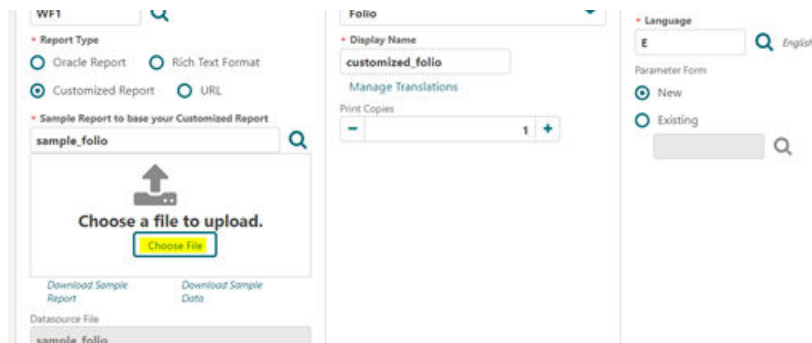 WF1
* Report Type
Oracle Report
Rich Text Format
Customized Report
URL
* Sample Report to base your Customized Report
sample_folio
Choose a file to upload.
Choose File
Download Sample
Report
Download Sample
Data
Datasource File
sample_folio
Folio
* Display Name
customized_folio
Manage Translations
Print Copies
− 1 +
* Language
E
English
Parameter Form
New
Existing